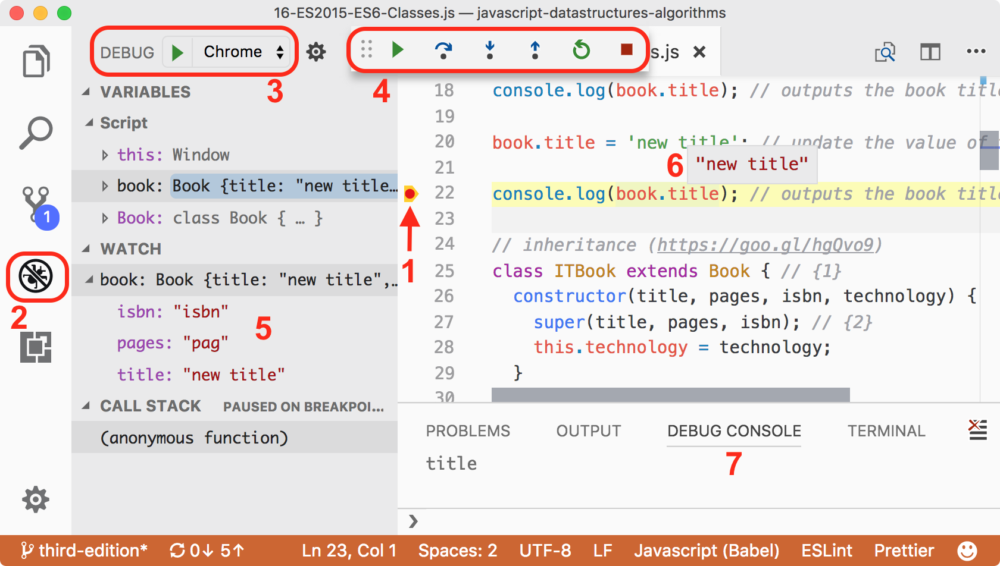 16-ES2015-ES6-Classes.js — javascript-datastructures-algorithms
DEBUG Chrome
s.js
3
4
VARIABLES
Script
this: Window
book: Book {title: "new title…
Book: class Book { … }
WATCH
book: Book {title: "new title",…
isbn: "isbn"
pages: "pag"
title: "new title"
5
CALL STACK PAUSED ON BREAKPOI…
(anonymous function)
1
2
18 console.log(book.title); // outputs the book titl
19
20 book.title = 'new title'; // update the value of
21
6 "new title"
22 console.log(book.title); // outputs the book titl
23
24 // inheritance (https://goo.gl/hgQvo9)
1
25 class ITBook extends Book { // {1}
26 constructor(title, pages, isbn, technology) {
27 super(title, pages, isbn); // {2}
28 this.technology = technology;
29 }
30
PROBLEMS OUTPUT DEBUG CONSOLE TERMINAL
title
7
❯
third-edition* 0↓ 5↑ Ln 23, Col 1 Spaces: 2 UTF-8 LF Javascript (Babel) ESLint Prettier